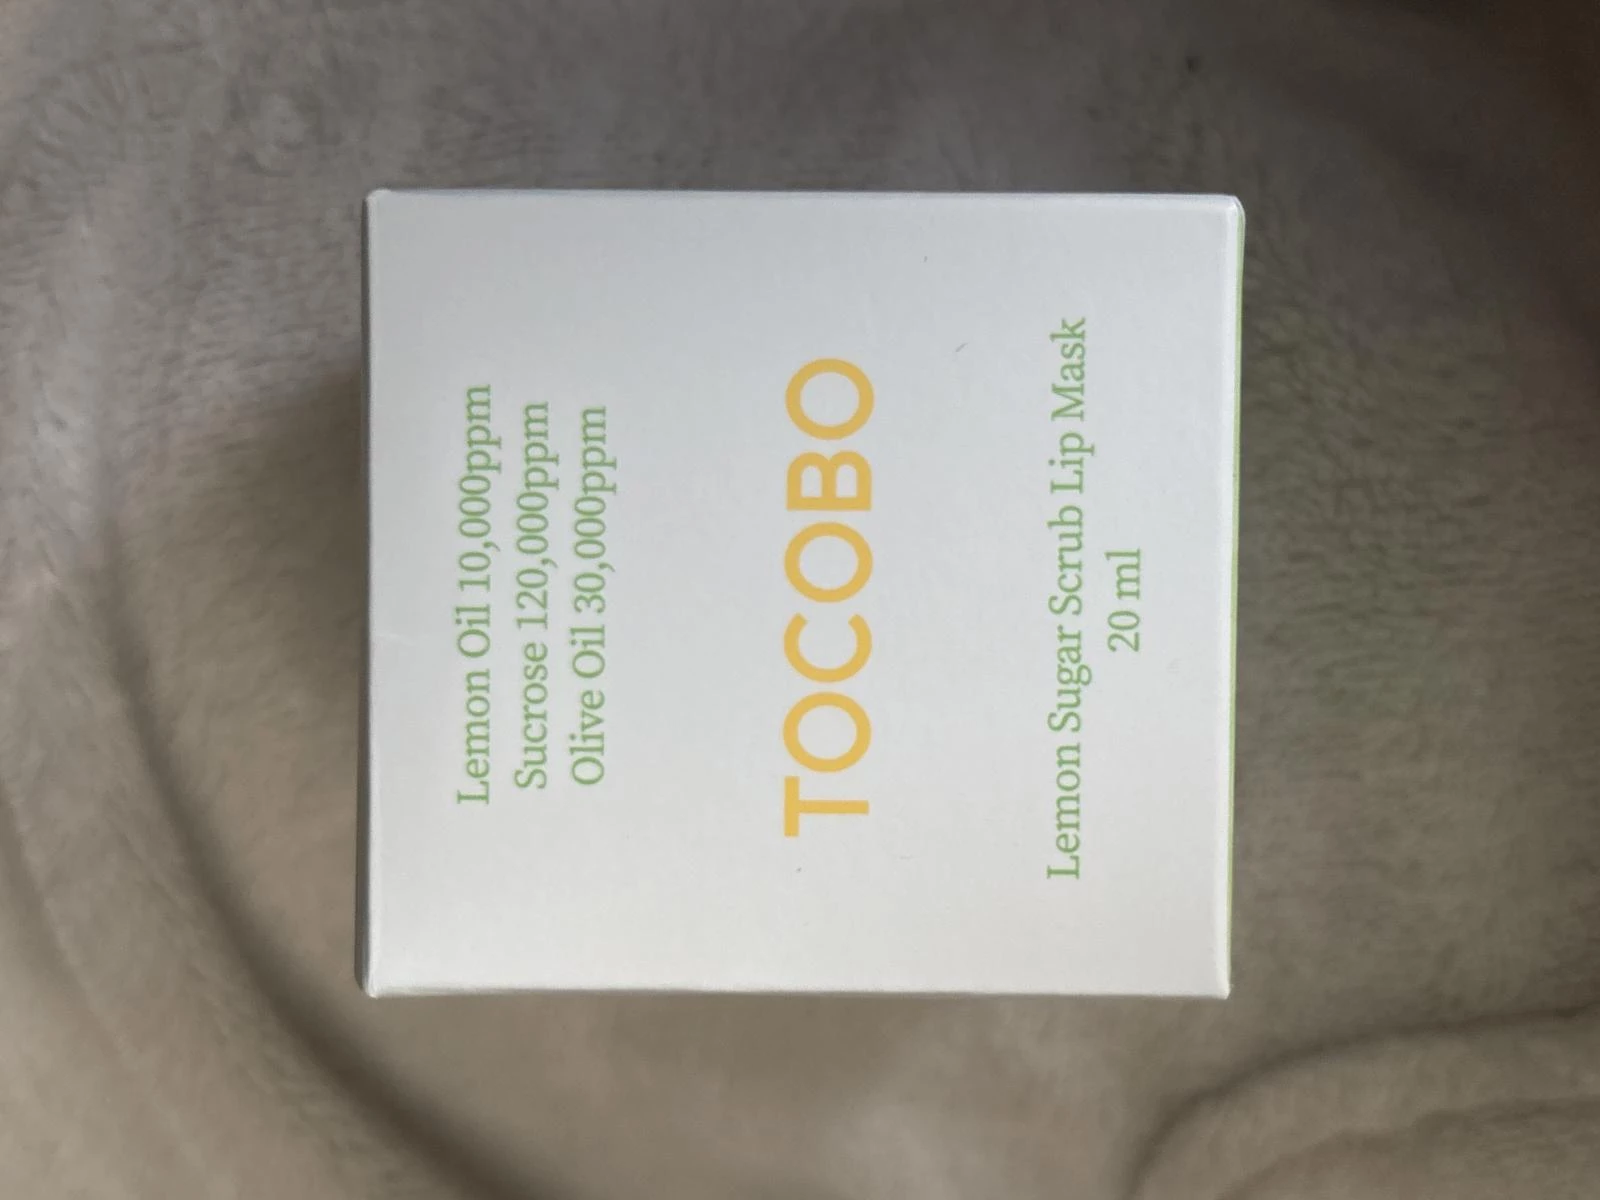 Lemon Oil 10,000ppm
Sucrose 120,000ppm
Olive Oil 30,000ppm
TOCOBO
Lemon Sugar Scrub Lip Mask
20 ml